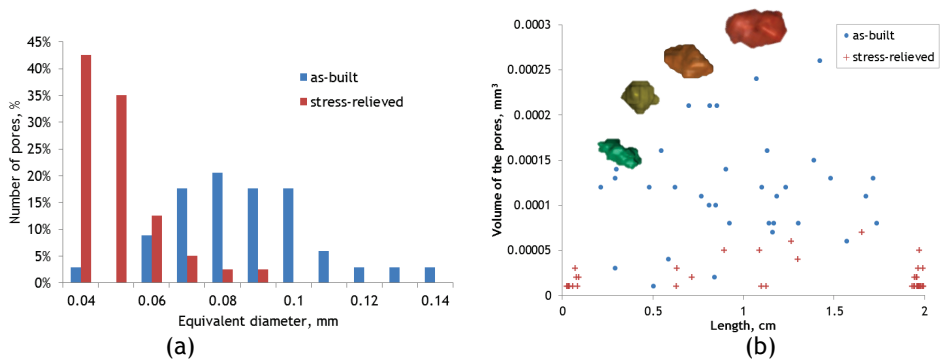 45%
40%
35%
30%
25%
20%
15%
10%
5%
0%
Number of pores, %
as-built
stress-relieved
0.04 0.06 0.08 0.1 0.12 0.14
Equivalent diameter, mm
(a)
0.0003
0.00025
0.0002
0.00015
0.0001
0.00005
0
Volume of the pores, mm³
as-built
stress-relieved
0 0.5 1 1.5 2
Length, cm
(b)